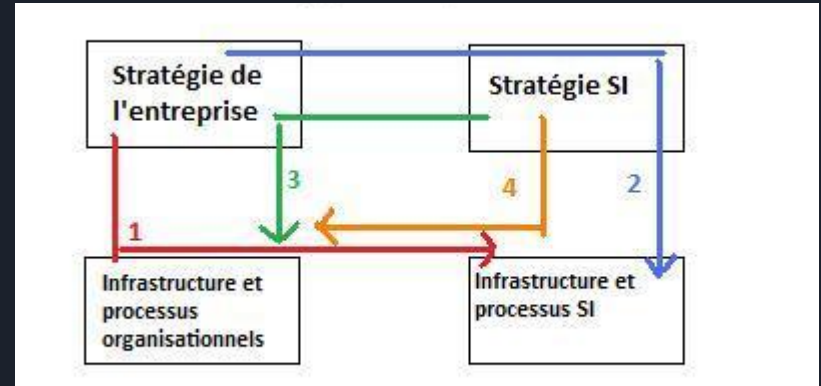 Stratégie de
l'entreprise
Stratégie SI
3
4
2
1
Infrastructure et
processus
organisationnels
Infrastructure et
processus SI